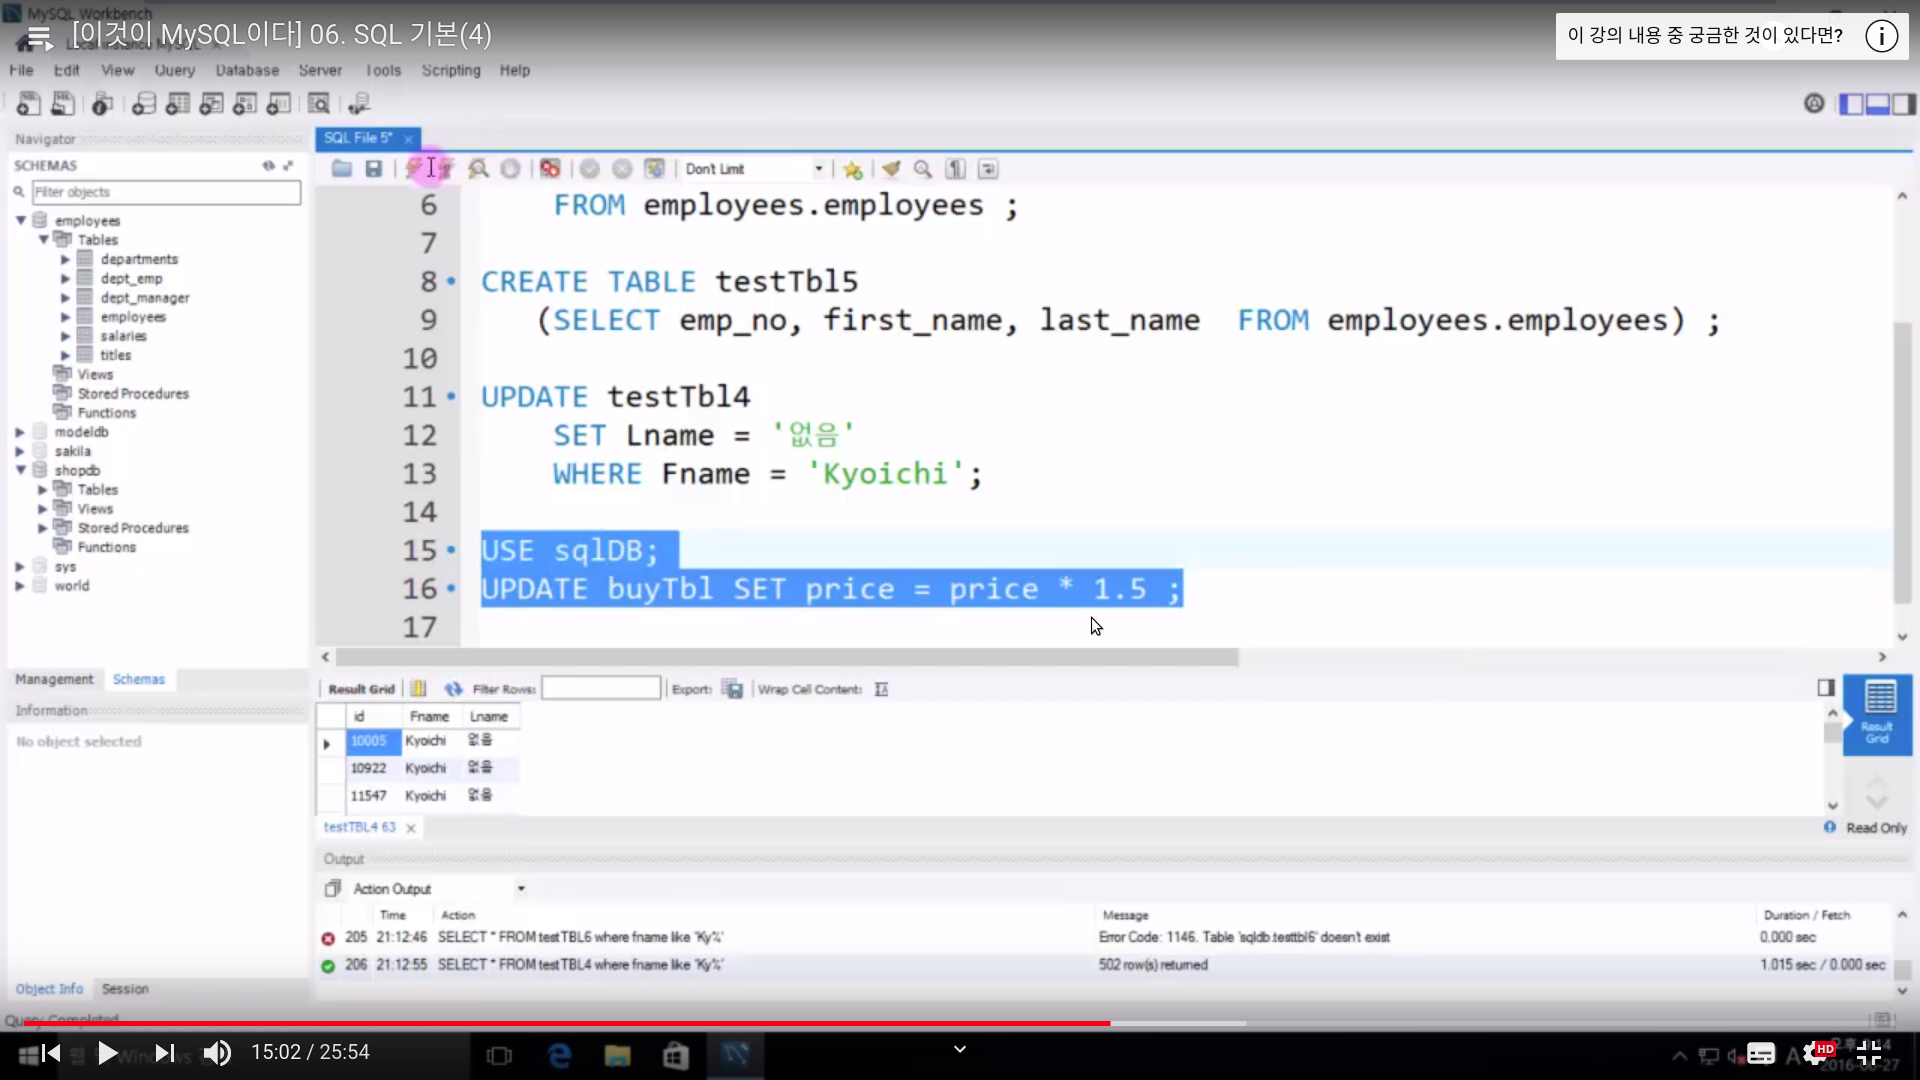 MySQL Workbench
[이것이 MySQL이다] 06. SQL 기본(4)
이 강의 내용 중 궁금한 것이 있다면?
File Edit View Query Database Server Tools Scripting Help
Navigator
SQL File 5*
SCHEMAS
Don't Limit
Filter objects
employees
Tables
departments
dept_emp
dept_manager
employees
salaries
titles
Views
Stored Procedures
Functions
modeldb
sakila
shopdb
Tables
Views
Stored Procedures
Functions
sys
world
Management Schemas
Information
No object selected
Object Info Session
6 FROM employees.employees ;
7
8 CREATE TABLE testTbl5
9 (SELECT emp_no, first_name, last_name FROM employees.employees) ;
10
11 UPDATE testTbl4
12 SET Lname = '없음'
13 WHERE Fname = 'Kyoichi';
14
15 USE sqlDB;
16 UPDATE buyTbl SET price = price * 1.5 ;
17
Result Grid Filter Rows: Export: Wrap Cell Content:
id Fname Lname
10005 Kyoichi 없음
10922 Kyoichi 없음
11547 Kyoichi 없음
Result Grid
testTBL4 63
Read Only
Output
Action Output
Time Action Message Duration / Fetch
205 21:12:46 SELECT * FROM testTBL6 where fname like 'Ky%' Error Code: 1146. Table 'sqldb.testtbl6' doesn't exist 0.000 sec
206 21:12:55 SELECT * FROM testTBL4 where fname like 'Ky%' 502 row(s) returned 1.015 sec / 0.000 sec
Query Completed
15:02 / 25:54
HD